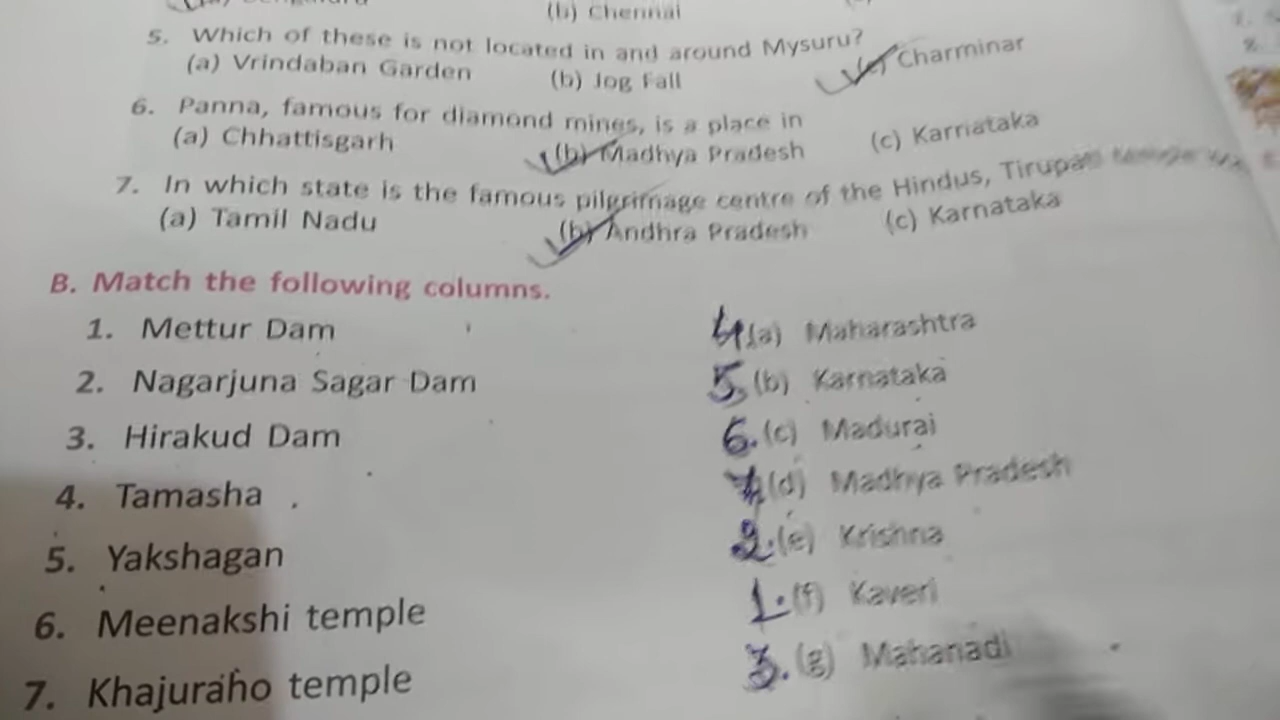 (b) Chennai
5. Which of these is not located in and around Mysuru?
(a) Vrindaban Garden (b) Jog Fall (c) Charminar
6. Panna, famous for diamond mines, is a place in
(a) Chhattisgarh (b) Madhya Pradesh (c) Karnataka
7. In which state is the famous pilgrimage centre of the Hindus, Tirupati temple
(a) Tamil Nadu (b) Andhra Pradesh (c) Karnataka
B. Match the following columns.
1. Mettur Dam 4 (a) Maharashtra
2. Nagarjuna Sagar Dam 5. (b) Karnataka
3. Hirakud Dam 6. (c) Madurai
4. Tamasha 7. (d) Madhya Pradesh
5. Yakshagan 2. (e) Krishna
6. Meenakshi temple 1. (f) Kaveri
7. Khajuraho temple 3. (g) Mahanadi